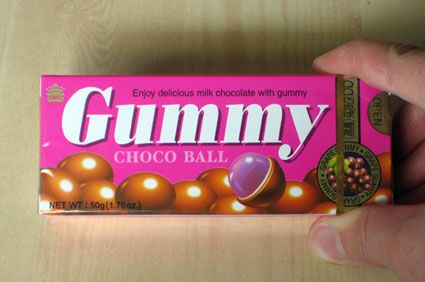 Enjoy delicious milk chocolate with gummy
Gummy
CHOCO BALL
NET WT : 50g (1.76oz.)
OPEN